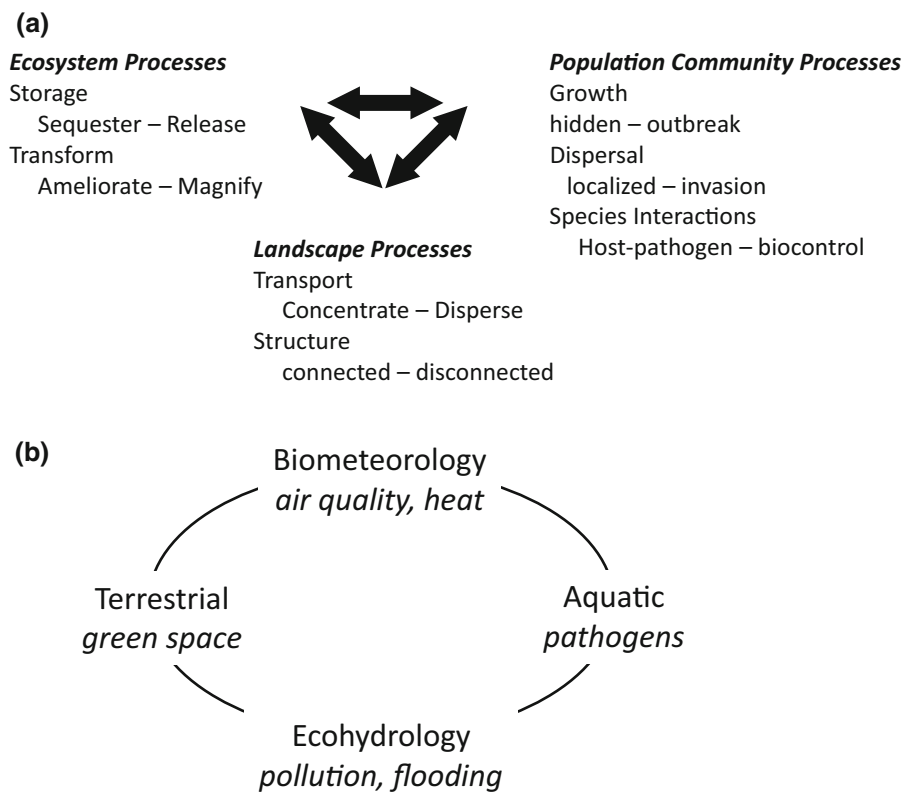 (a)
Ecosystem Processes
Storage
Sequester – Release
Transform
Ameliorate – Magnify
Population Community Processes
Growth
hidden – outbreak
Dispersal
localized – invasion
Species Interactions
Host-pathogen – biocontrol
Landscape Processes
Transport
Concentrate – Disperse
Structure
connected – disconnected
(b)
Biometeorology
air quality, heat
Terrestrial
green space
Aquatic
pathogens
Ecohydrology
pollution, flooding